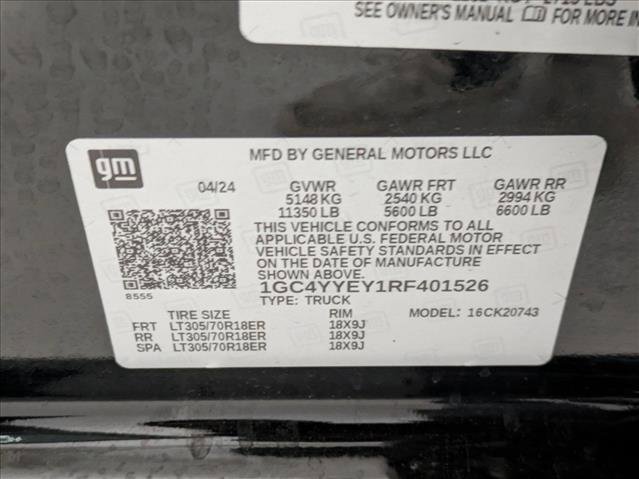 SEE OWNER'S MANUAL FOR MORE IN
gm
MFD BY GENERAL MOTORS LLC
04/24 GVWR GAWR FRT GAWR RR
5148 KG 2540 KG 2994 KG
11350 LB 5600 LB 6600 LB
THIS VEHICLE CONFORMS TO ALL
APPLICABLE U.S. FEDERAL MOTOR
VEHICLE SAFETY STANDARDS IN EFFECT
ON THE DATE OF MANUFACTURE
SHOWN ABOVE.
8555
1GC4YYEY1RF401526
TYPE: TRUCK
TIRE SIZE RIM MODEL: 16CK20743
FRT LT305/70R18ER 18X9J
RR LT305/70R18ER 18X9J
SPA LT305/70R18ER 18X9J